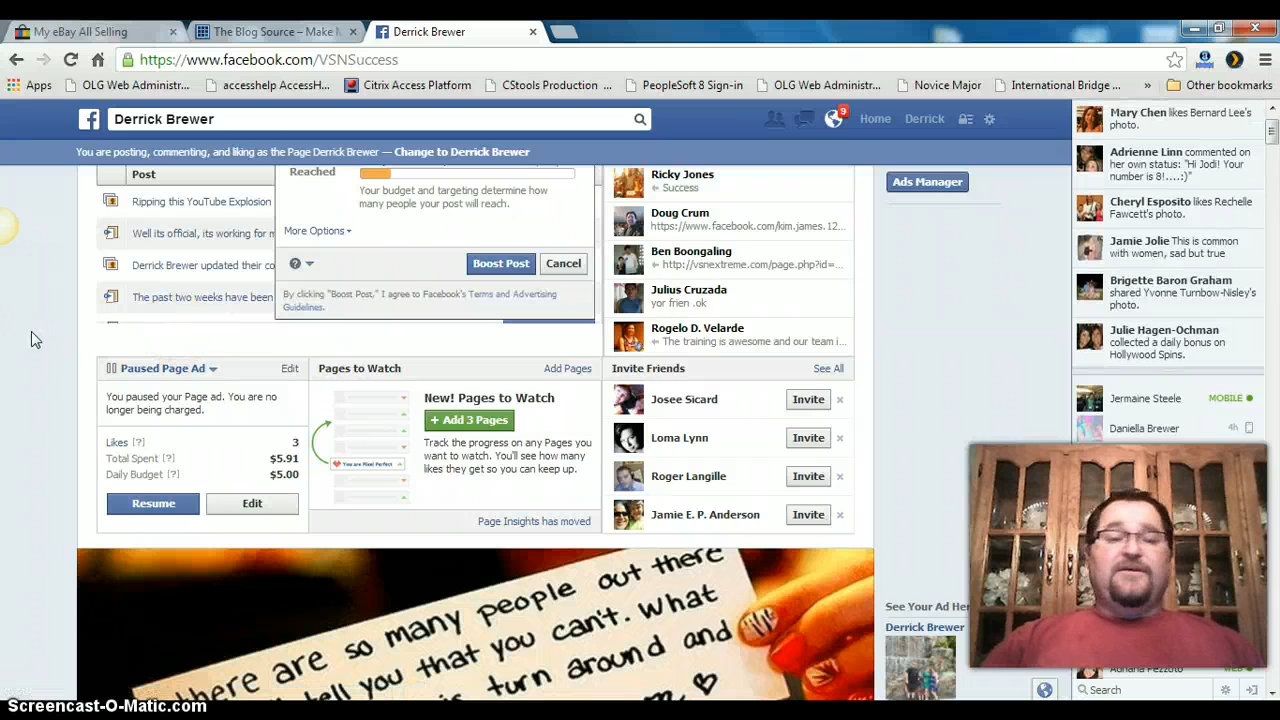 My eBay All Selling
The Blog Source – Make M
Derrick Brewer
https://www.facebook.com/VSNSuccess
Apps
OLG Web Administr...
accesshelp AccessH...
Citrix Access Platform
CStools Production ...
PeopleSoft 8 Sign-in
OLG Web Administr...
Novice Major
International Bridge ...
»
Other bookmarks
Derrick Brewer
9
Home
Derrick
You are posting, commenting, and liking as the Page Derrick Brewer — Change to Derrick Brewer
Post
Ripping this YouTube Explosion
Well its official, its working for m
Derrick Brewer updated their co
The past two weeks have been
Reached
Your budget and targeting determine how
many people your post will reach.
More Options
Boost Post
Cancel
By clicking "Boost Post," I agree to Facebook's Terms and Advertising
Guidelines.
Ricky Jones
Success
Doug Crum
https://www.facebook.com/kim.james.12...
Ben Boongaling
http://vsnextreme.com/page.php?id=...
Julius Cruzada
yor frien .ok
Rogelo D. Velarde
The training is awesome and our team i...
Ads Manager
Paused Page Ad
Edit
You paused your Page ad. You are no
longer being charged.
Likes [?] 3
Total Spent [?] $5.91
Daily Budget [?] $5.00
Resume
Edit
Pages to Watch
Add Pages
New! Pages to Watch
+ Add 3 Pages
Track the progress on any Pages you
want to watch. You'll see how many
likes they get so you can keep up.
You are Pixel Perfect
Page Insights has moved
Invite Friends
See All
Josee Sicard
Invite
Loma Lynn
Invite
Roger Langille
Invite
Jamie E. P. Anderson
Invite
there are so many people out there
tell you that you can't. What
is turn around and
See Your Ad Here
Derrick Brewer
Mary Chen likes Bernard Lee's
photo.
Adrienne Linn commented on
her own status: "Hi Jodi! Your
number is 8!....:)"
Cheryl Esposito likes Rechelle
Fawcett's photo.
Jamie Jolie This is common
with women, sad but true
Brigette Baron Graham
shared Yvonne Turnbow-Nisley's
photo.
Julie Hagen-Ochman
collected a daily bonus on
Hollywood Spins.
Jermaine Steele
MOBILE
Daniella Brewer
4h
Adriana Pezzoto
WEB
Search
Screencast-O-Matic.com